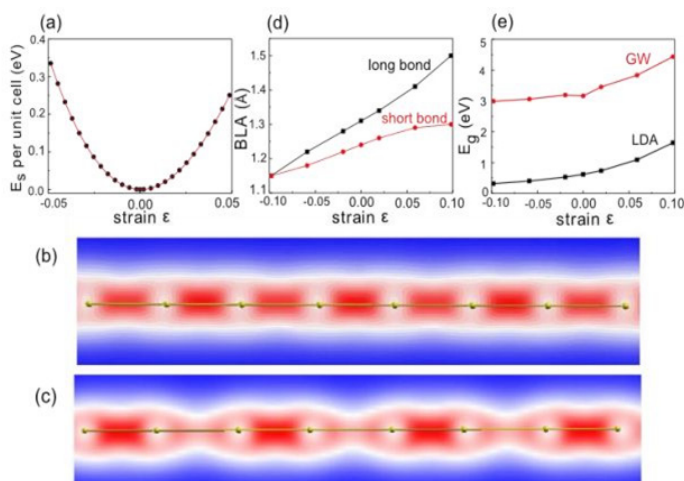 (a)
E_s per unit cell (eV)
0.4
0.3
0.2
0.1
0.0
-0.05
0.00
0.05
strain ε
(d)
BLA (Å)
1.5
1.4
1.3
1.2
1.1
-0.10
-0.05
0.00
0.05
0.10
long bond
short bond
strain ε
(e)
E_g (eV)
5
4
3
2
1
0
-0.10
-0.05
0.00
0.05
0.10
GW
LDA
strain ε
(b)
(c)